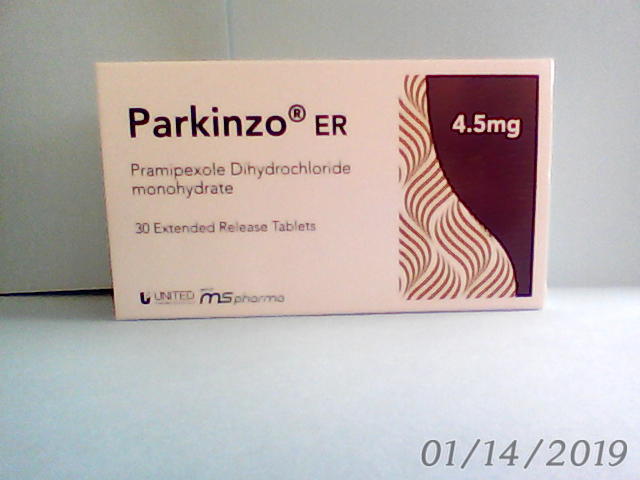 Parkinzo® ER
4.5mg
Pramipexole Dihydrochloride
monohydrate
30 Extended Release Tablets
UNITED
MS pharma
01/14/2019